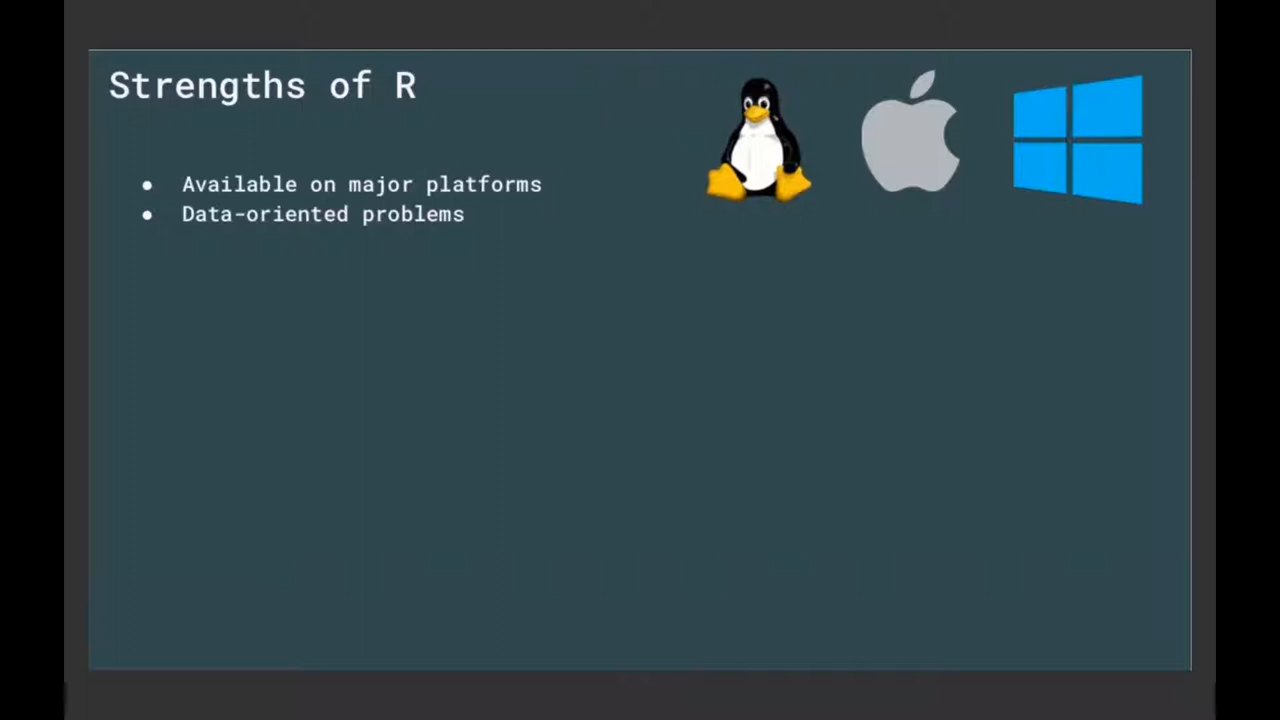 Strengths of R
● Available on major platforms
● Data-oriented problems